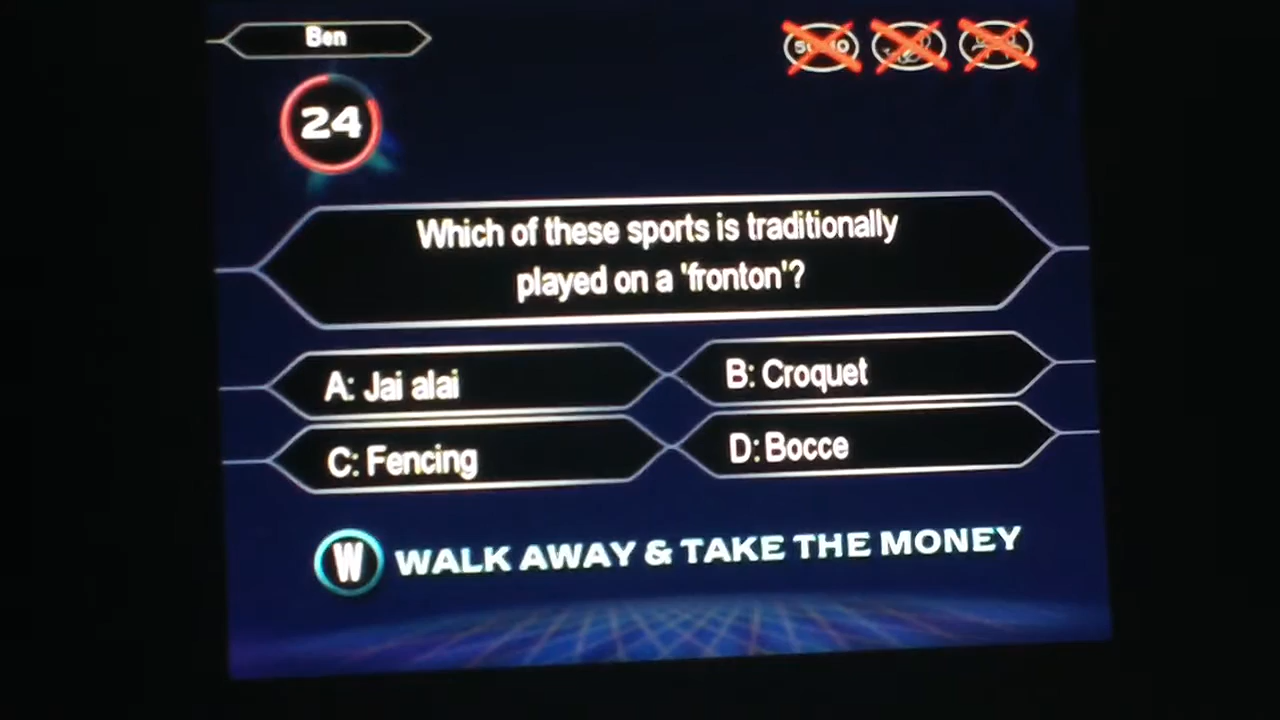 Ben
24
Which of these sports is traditionally
played on a 'fronton'?
A: Jai alai
B: Croquet
C: Fencing
D: Bocce
W WALK AWAY & TAKE THE MONEY